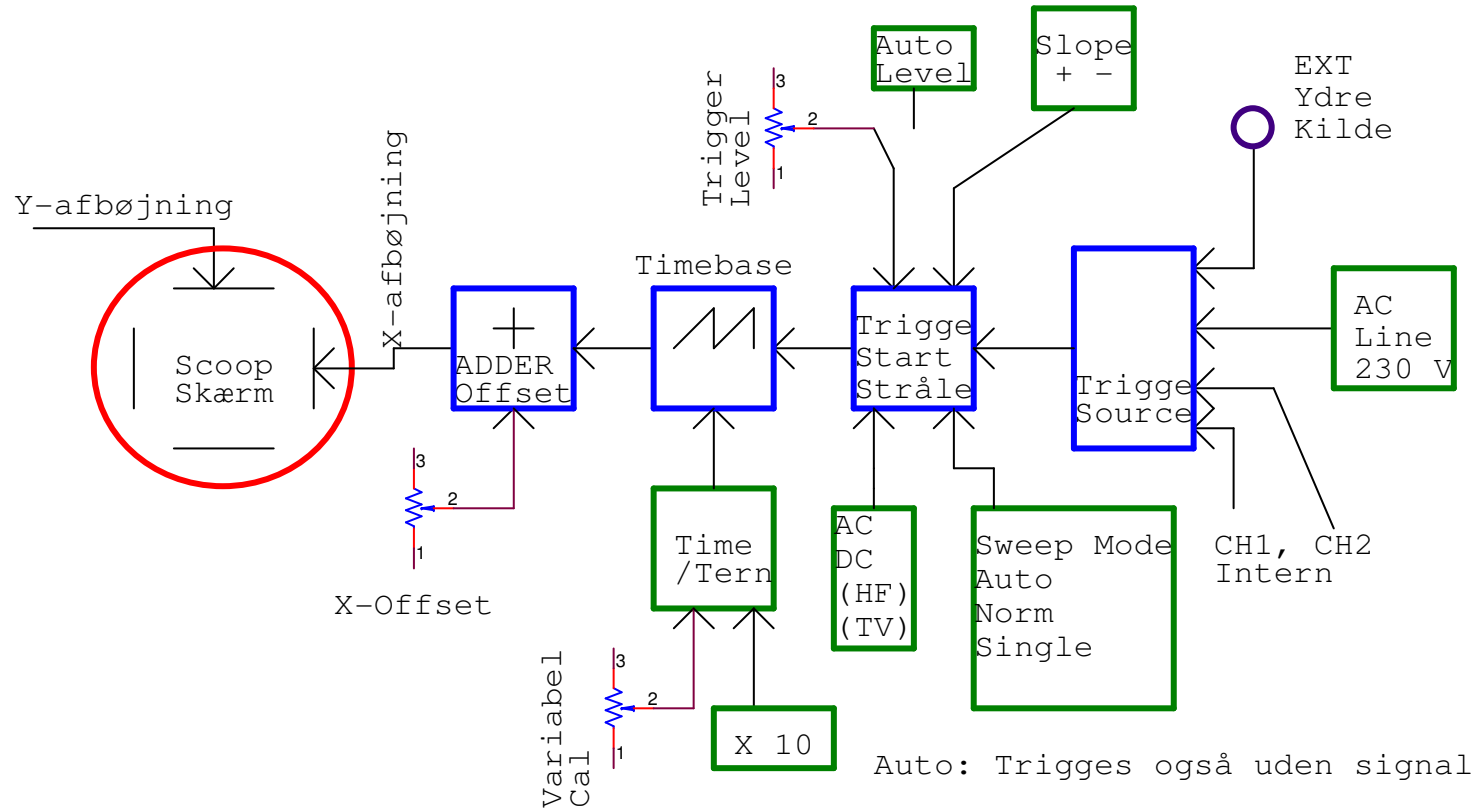 Auto
Level
Slope
+ -
EXT
Ydre
Kilde
Trigger
Level
3
2
1
Y-afbøjning
X-afbøjning
Timebase
Scoop
Skærm
+
ADDER
Offset
Trigge
Start
Stråle
Trigge
Source
AC
Line
230 V
3
2
1
X-Offset
Time
/Tern
AC
DC
(HF)
(TV)
Sweep Mode
Auto
Norm
Single
CH1, CH2
Intern
Variabel
Cal
3
2
1
X 10
Auto: Trigges også uden signal